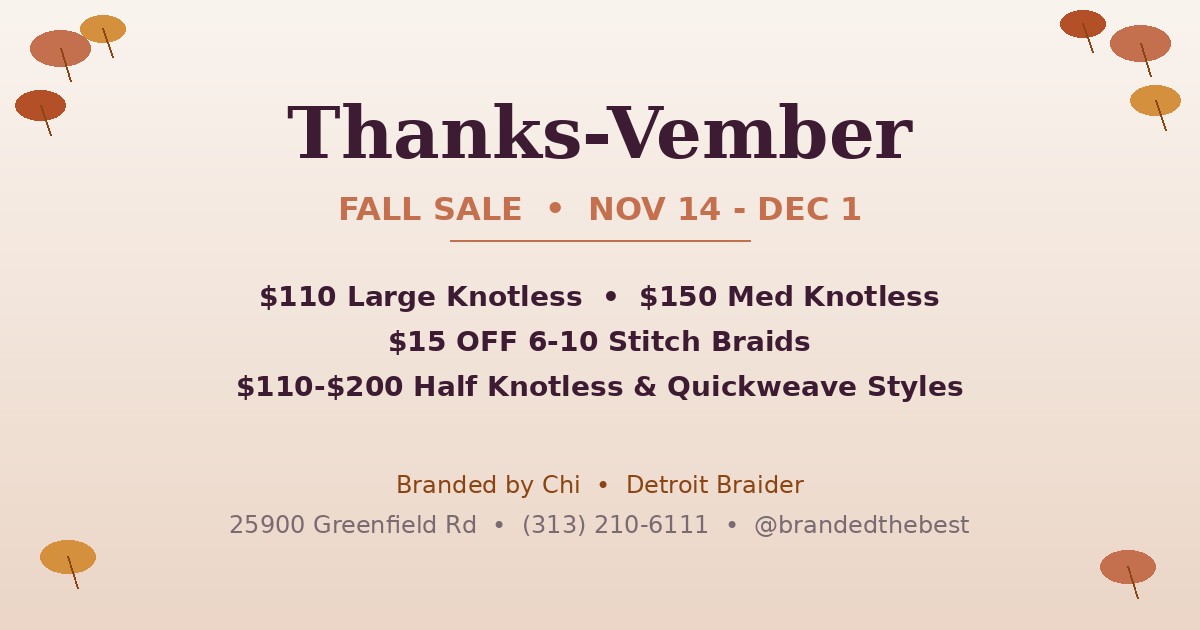 Thanks-Vember
FALL SALE • NOV 14 - DEC 1
$110 Large Knotless • $150 Med Knotless
$15 OFF 6-10 Stitch Braids
$110-$200 Half Knotless & Quickweave Styles
Branded by Chi • Detroit Braider
25900 Greenfield Rd • (313) 210-6111 • @brandedthebest